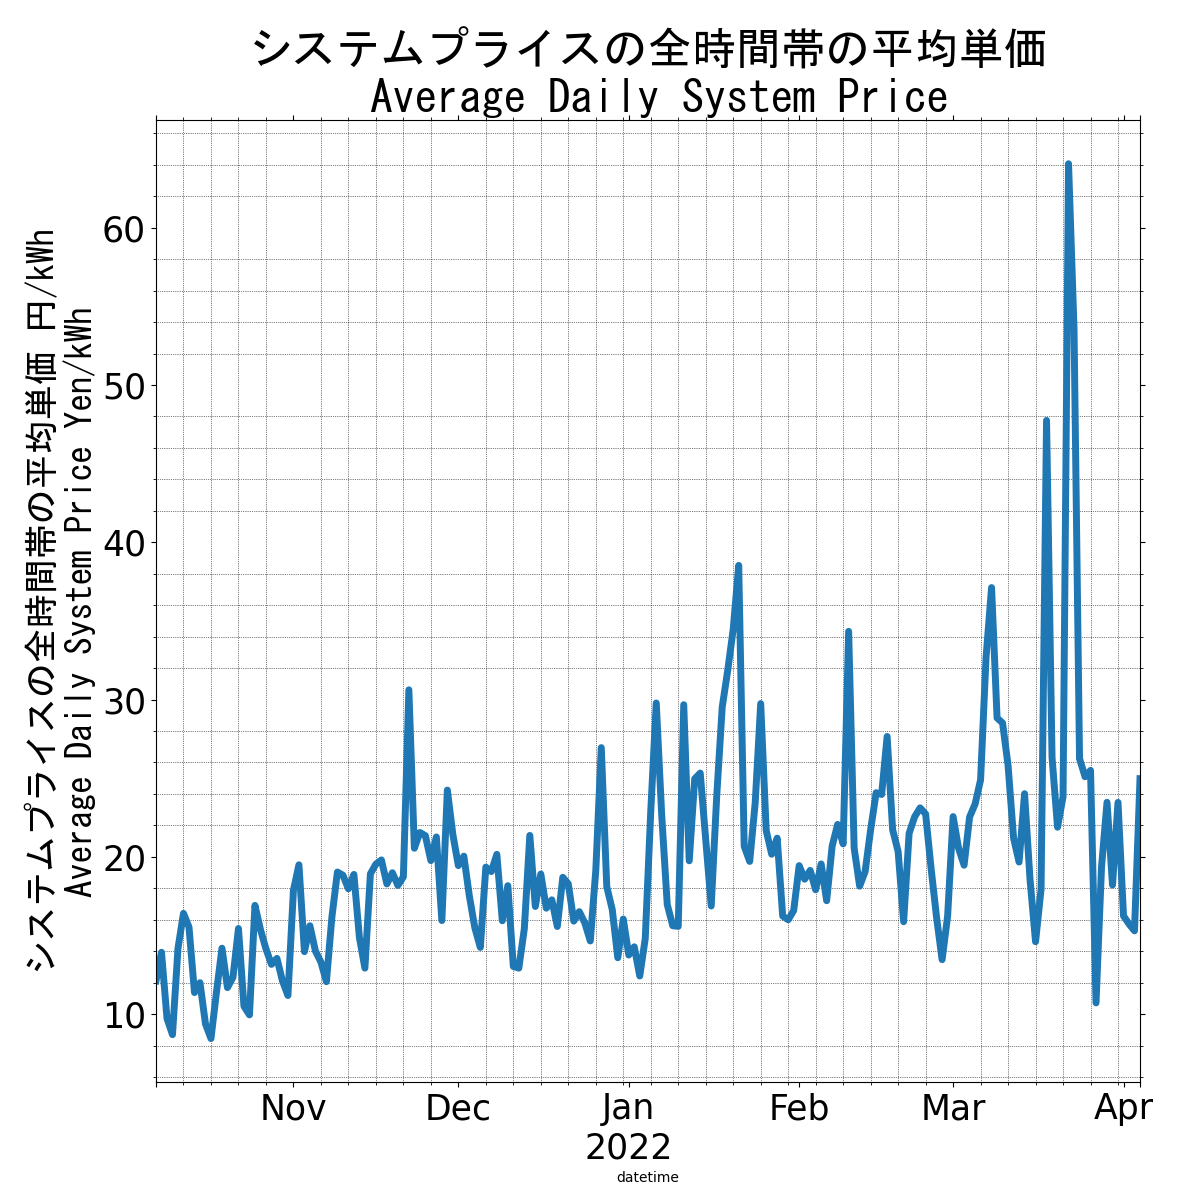 システムプライスの全時間帯の平均単価
Average Daily System Price
システムプライスの全時間帯の平均単価 円/kWh
Average Daily System Price Yen/kWh
60
50
40
30
20
10
Nov
Dec
Jan
2022
Feb
Mar
Apr
datetime